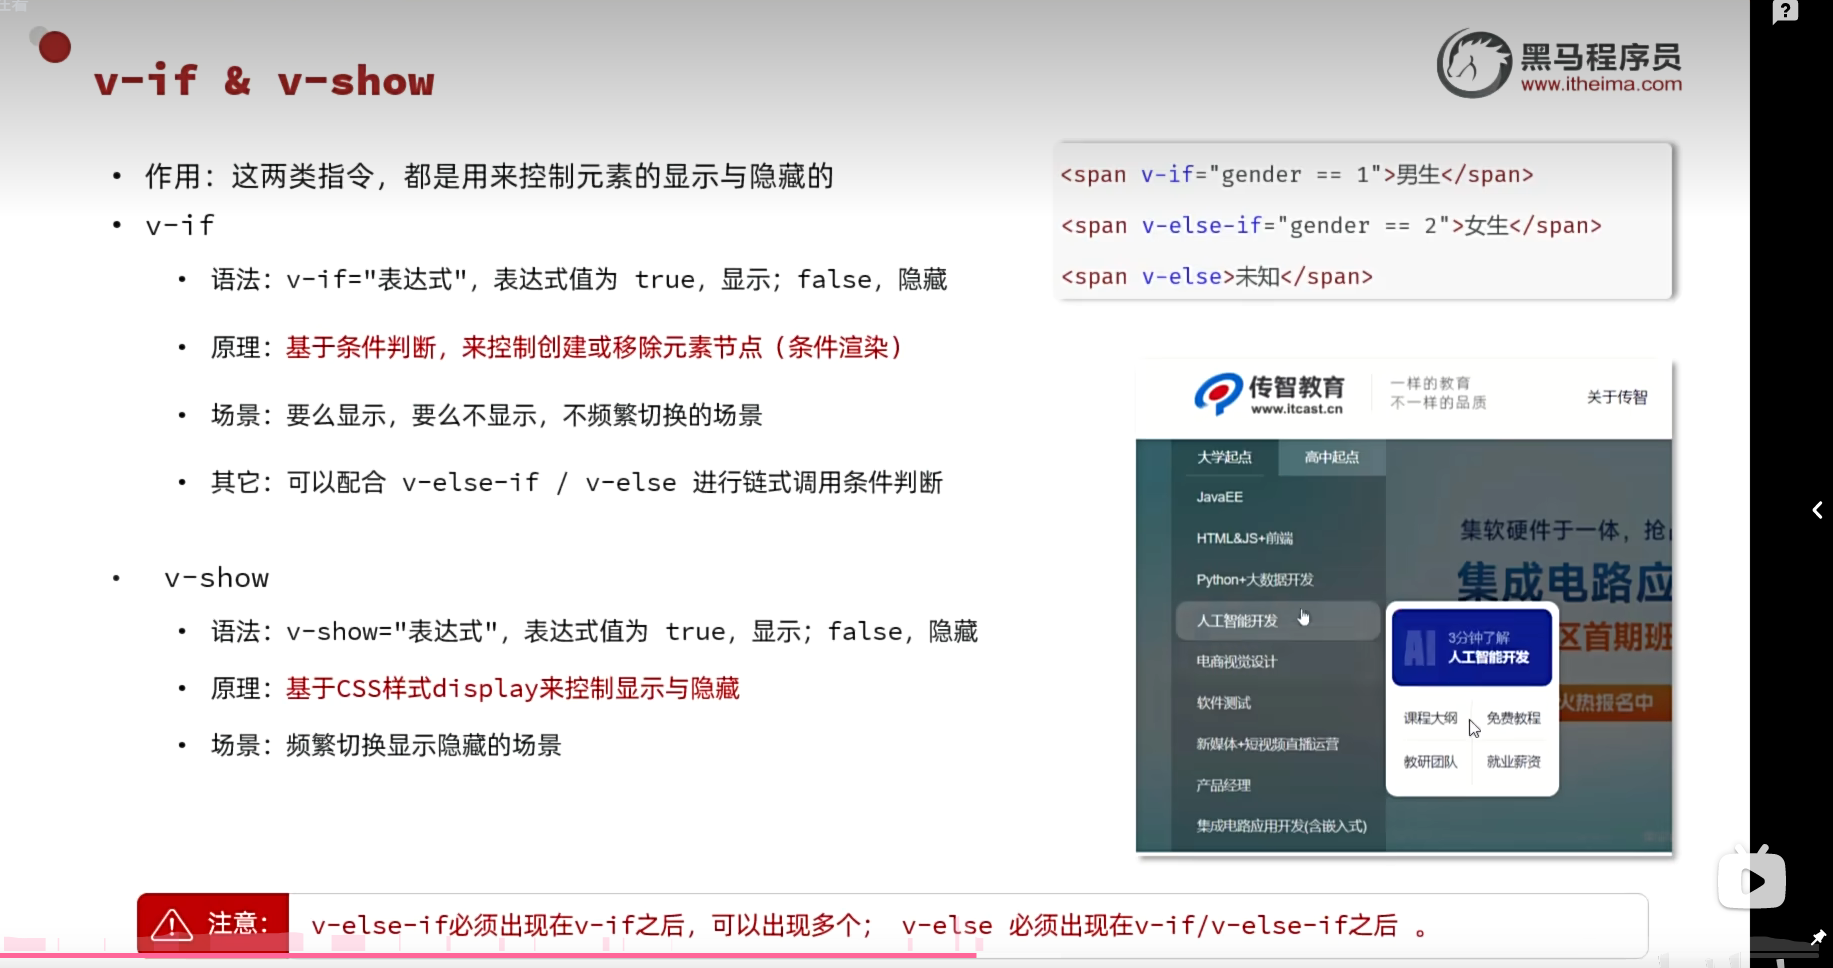 v-if & v-show
黑马程序员
www.itheima.com
• 作用：这两类指令，都是用来控制元素的显示与隐藏的
• v-if
• 语法：v-if="表达式"，表达式值为 true，显示；false，隐藏
• 原理：基于条件判断，来控制创建或移除元素节点（条件渲染）
• 场景：要么显示，要么不显示，不频繁切换的场景
• 其它：可以配合 v-else-if / v-else 进行链式调用条件判断
• v-show
• 语法：v-show="表达式"，表达式值为 true，显示；false，隐藏
• 原理：基于CSS样式display来控制显示与隐藏
• 场景：频繁切换显示隐藏的场景
<span v-if="gender == 1">男生</span>
<span v-else-if="gender == 2">女生</span>
<span v-else>未知</span>
传智教育
www.itcast.cn
一样的教育
不一样的品质
关于传智
大学起点 高中起点
JavaEE
HTML&JS+前端
Python+大数据开发
人工智能开发
电商视觉设计
软件测试
新媒体+短视频直播运营
产品经理
集成电路应用开发(含嵌入式)
集软硬件于一体，抢
集成电路应
区首期班
火热报名中
AI 3分钟了解
人工智能开发
课程大纲 免费教程
教研团队 就业薪资
注意：
v-else-if必须出现在v-if之后，可以出现多个； v-else 必须出现在v-if/v-else-if之后 。